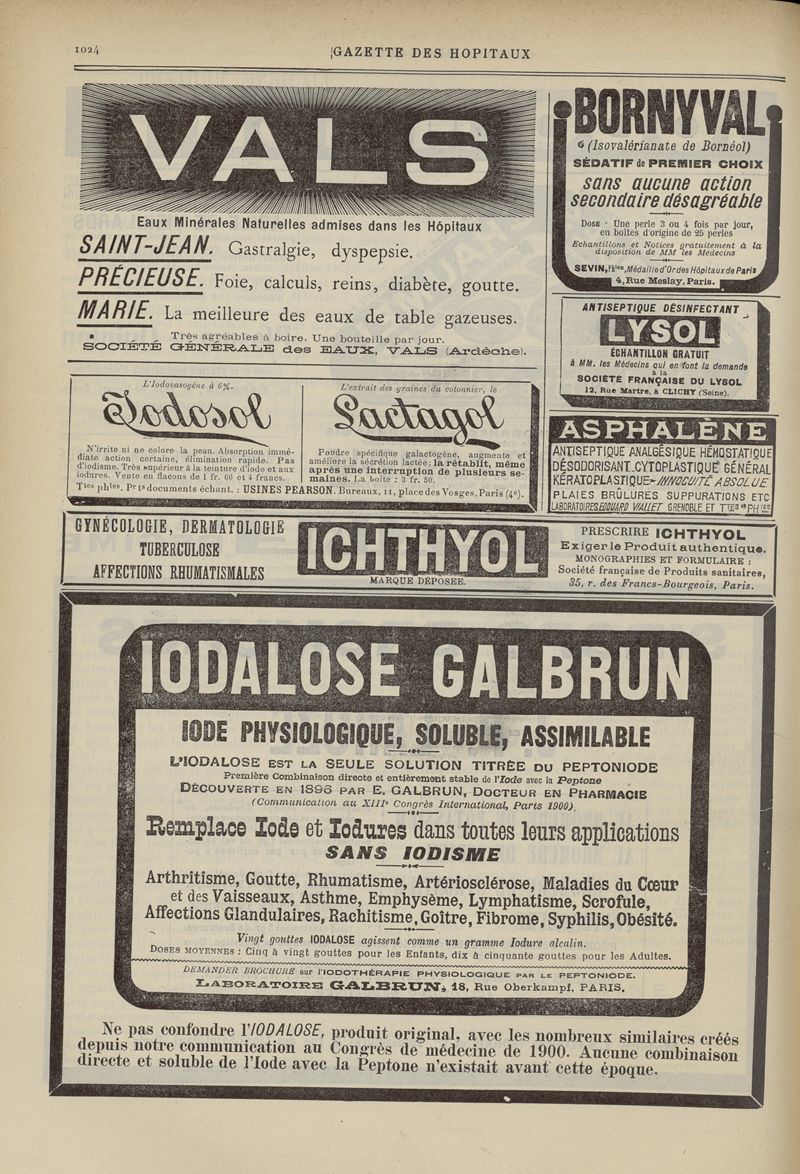 1024
GAZETTE DES HOPITAUX
VALS
Eaux Minérales Naturelles admises dans les Hôpitaux
SAINT-JEAN. Gastralgie, dyspepsie.
PRÉCIEUSE. Foie, calculs, reins, diabète, goutte.
MARIE. La meilleure des eaux de table gazeuses.
Très agréables à boire. Une bouteille par jour.
SOCIÉTÉ GÉNÉRALE des EAUX, VALS (Ardèche).
BORNYVAL
(Isovalérianate de Bornéol)
SÉDATIF de PREMIER CHOIX
sans aucune action
secondaire désagréable
DOSE · Une perle 3 ou 4 fois par jour,
en boîtes d'origine de 25 perles
Echantillons et Notices gratuitement à la
disposition de MM les Médecins
SEVIN, Phien, Médaille d'Or des Hôpitaux de Paris
4, Rue Meslay, Paris.
ANTISEPTIQUE DÉSINFECTANT
LYSOL
ÉCHANTILLON GRATUIT
à MM. les Médecins qui en font la demande
à la
SOCIÉTÉ FRANÇAISE DU LYSOL
12, Rue Martre, à CLICHY (Seine).
L'Iodovasogène à 6%.
Iodosol
N'irrite ni ne colore la peau. Absorption immé-
diate action certaine, élimination rapide. Pas
d'iodisme. Très supérieur à la teinture d'iode et aux
iodures. Vente en flacons de 1 fr. 60 et 4 francs.
L'extrait des graines du cotonnier, le
Lactagol
Poudre spécifique galactogène, augmente et
améliore la sécrétion lactée; la rétablit, même
après une interruption de plusieurs se-
maines. La boîte : 3 fr. 50.
Ttes phies. Prts documents échant. : USINES PEARSON. Bureaux, 11, place des Vosges, Paris (4e).
ASPHALÈNE
ANTISEPTIQUE ANALGÉSIQUE HÉMOSTATIQUE
DÉSODORISANT.CYTOPLASTIQUE GÉNÉRAL
KÉRATOPLASTIQUE-INNOCUITÉ ABSOLUE
PLAIES BRÛLURES SUPPURATIONS ETC
LABORATOIRES EDOUARD VIALLET GRENOBLE ET TTES PHIES
GYNÉCOLOGIE, DERMATOLOGIE
TUBERCULOSE
AFFECTIONS RHUMATISMALES
ICHTHYOL
MARQUE DÉPOSÉE.
PRESCRIRE ICHTHYOL
Exiger le Produit authentique.
MONOGRAPHIES ET FORMULAIRE :
Société française de Produits sanitaires,
35, r. des Francs-Bourgeois, Paris.
IODALOSE GALBRUN
IODE PHYSIOLOGIQUE, SOLUBLE, ASSIMILABLE
L'IODALOSE EST LA SEULE SOLUTION TITRÉE DU PEPTONIODE
Première Combinaison directe et entièrement stable de l'Iode avec la Peptone
DÉCOUVERTE EN 1896 PAR E. GALBRUN, DOCTEUR EN PHARMACIE
(Communication au XIIIe Congrès International, Paris 1900).
Remplace Iode et Iodures dans toutes leurs applications
SANS IODISME
Arthritisme, Goutte, Rhumatisme, Artériosclérose, Maladies du Cœur
et des Vaisseaux, Asthme, Emphysème, Lymphatisme, Scrofule,
Affections Glandulaires, Rachitisme, Goître, Fibrome, Syphilis, Obésité.
Vingt gouttes IODALOSE agissent comme un gramme Iodure alcalin.
DOSES MOYENNES : Cinq à vingt gouttes pour les Enfants, dix à cinquante gouttes pour les Adultes.
DEMANDER BROCHURE sur l'IODOTHÉRAPIE PHYSIOLOGIQUE PAR LE PEPTONIODE.
LABORATOIRE GALBRUN, 18, Rue Oberkampf, PARIS.
Ne pas confondre l'IODALOSE, produit original, avec les nombreux similaires créés
depuis notre communication au Congrès de médecine de 1900. Aucune combinaison
directe et soluble de l'Iode avec la Peptone n'existait avant cette époque.